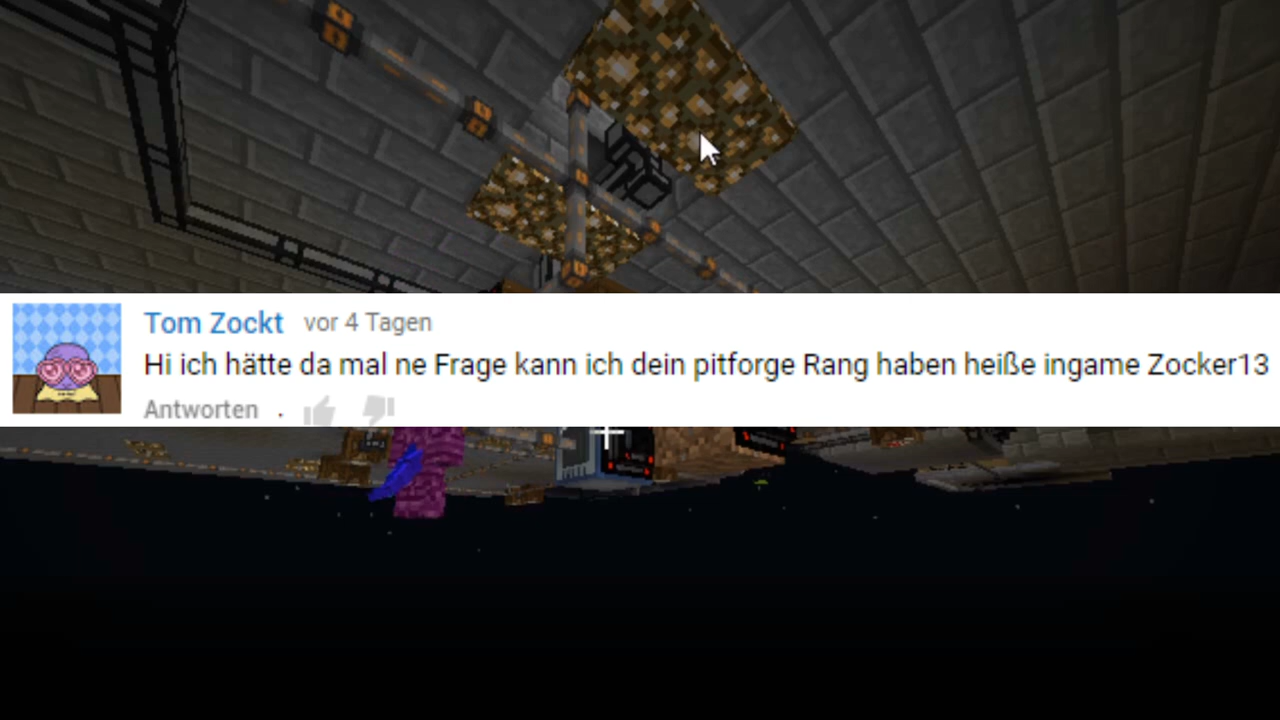 Tom Zockt vor 4 Tagen
Hi ich hätte da mal ne Frage kann ich dein pitforge Rang haben heiße ingame Zocker13
Antworten .